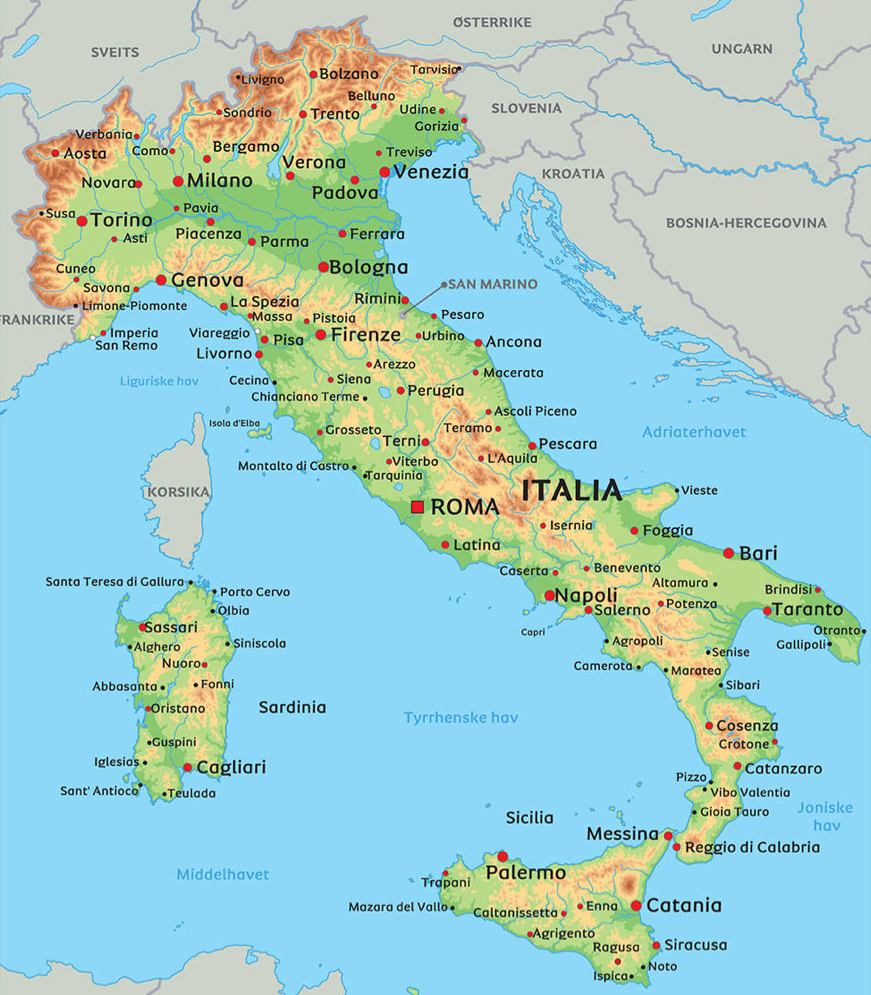 ØSTERRIKE
SVEITS
UNGARN
Livigno
Bolzano
Tarvisio
Belluno
Sondrio
Trento
Udine
SLOVENIA
Gorizia
Verbania
Como
Bergamo
Aosta
Verona
Treviso
Venezia
KROATIA
Novara
Milano
Padova
Susa
Pavia
Torino
Piacenza
Ferrara
BOSNIA-HERCEGOVINA
Asti
Parma
Cuneo
Bologna
Savona
Genova
SAN MARINO
Limone-Piomonte
La Spezia
Rimini
FRANKRIKE
Massa
Pistoia
Pesaro
Imperia
Viareggio
Pisa
Firenze
Urbino
San Remo
Livorno
Ancona
Arezzo
Liguriske hav
Cecina
Siena
Macerata
Chianciano Terme
Perugia
Ascoli Piceno
Isola d'Elba
Grosseto
Teramo
Adriaterhavet
Terni
Pescara
Montalto di Castro
Viterbo
L'Aquila
Tarquinia
KORSIKA
ITALIA
Vieste
ROMA
Isernia
Foggia
Latina
Bari
Caserta
Benevento
Santa Teresa di Gallura
Altamura
Porto Cervo
Napoli
Brindisi
Olbia
Salerno
Potenza
Taranto
Sassari
Capri
Otranto
Alghero
Siniscola
Agropoli
Gallipoli
Nuoro
Camerota
Senise
Maratea
Abbasanta
Fonni
Sibari
Oristano
Sardinia
Tyrrhenske hav
Cosenza
Guspini
Crotone
Iglesias
Cagliari
Catanzaro
Pizzo
Sant' Antioco
Teulada
Vibo Valentia
Gioia Tauro
Joniske
hav
Sicilia
Messina
Reggio di Calabria
Middelhavet
Palermo
Trapani
Mazara del Vallo
Caltanissetta
Enna
Catania
Agrigento
Ragusa
Siracusa
Noto
Ispica